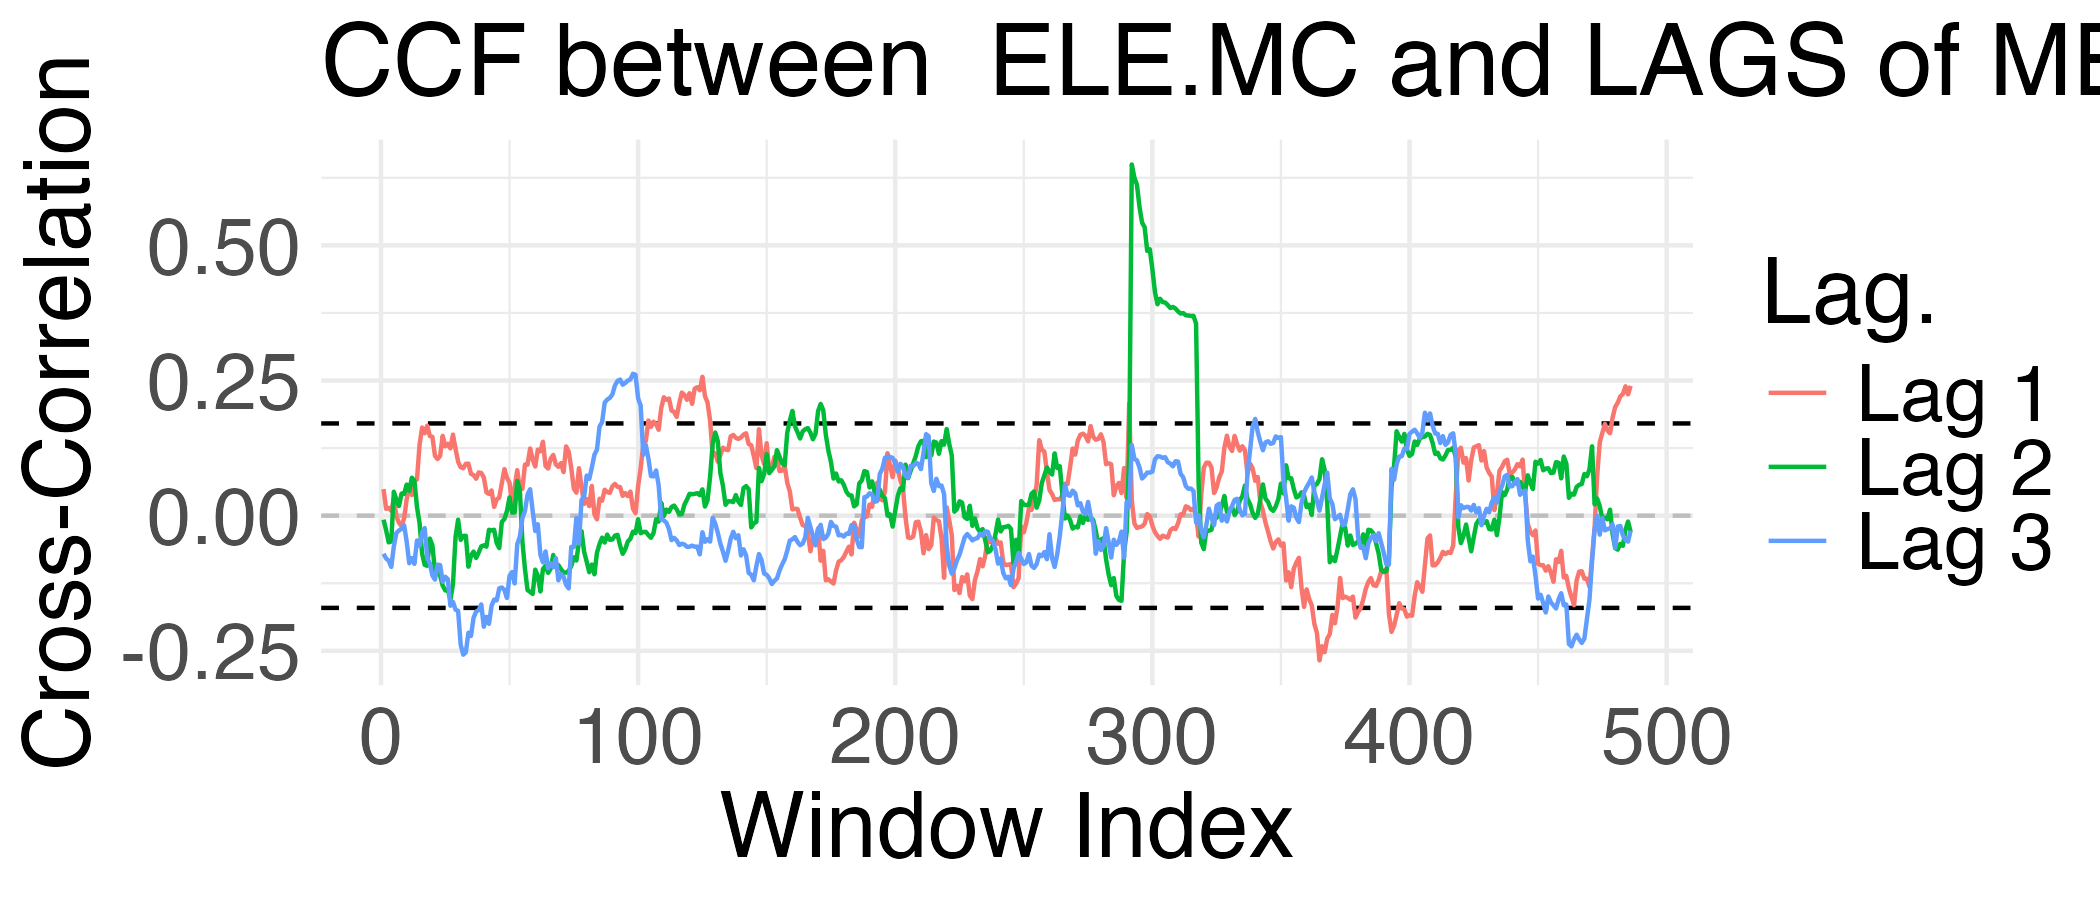 CCF between  ELE.MC and LAGS of
Cross-Correlation
0.50
0.25
0.00
-0.25
0
100
200
300
400
500
Window Index
Lag.
Lag 1
Lag 2
Lag 3